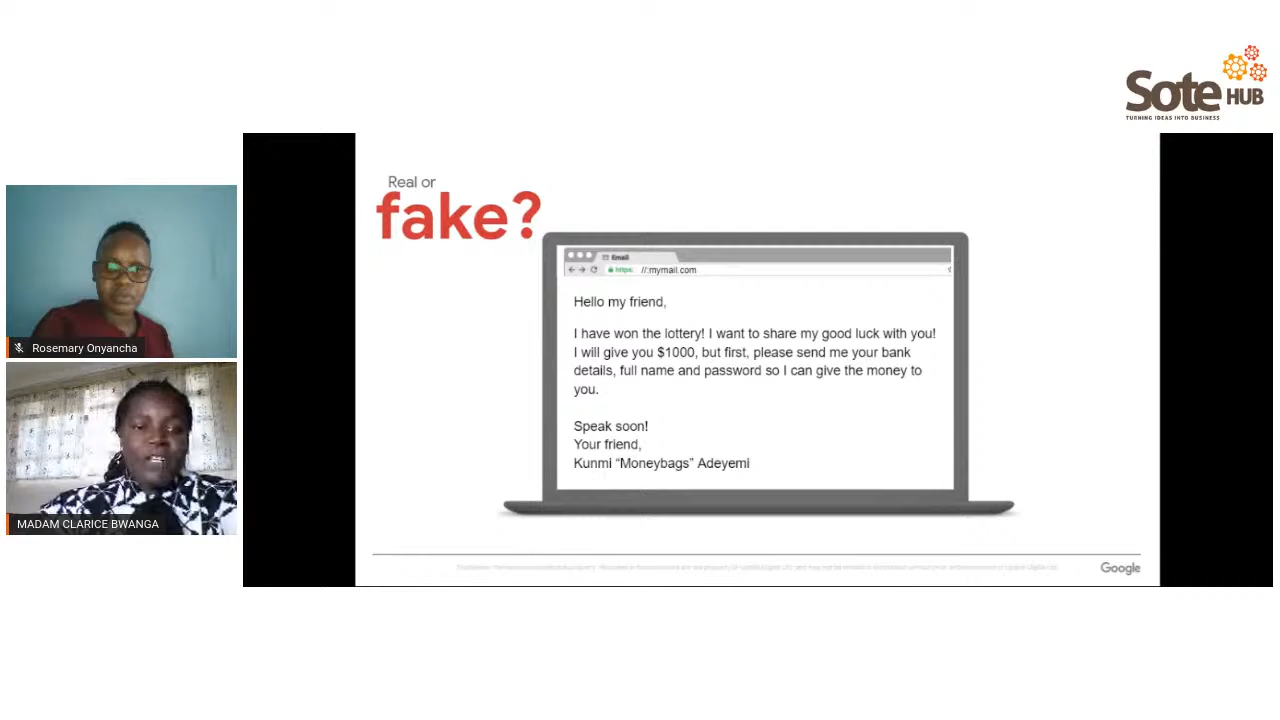 Sote HUB
TURNING IDEAS INTO BUSINESS
Real or
fake?
Email
https: //:mymail.com
Hello my friend,
I have won the lottery! I want to share my good luck with you!
I will give you $1000, but first, please send me your bank
details, full name and password so I can give the money to
you.
Speak soon!
Your friend,
Kunmi “Moneybags” Adeyemi
Google
Rosemary Onyancha
MADAM CLARICE BWANGA